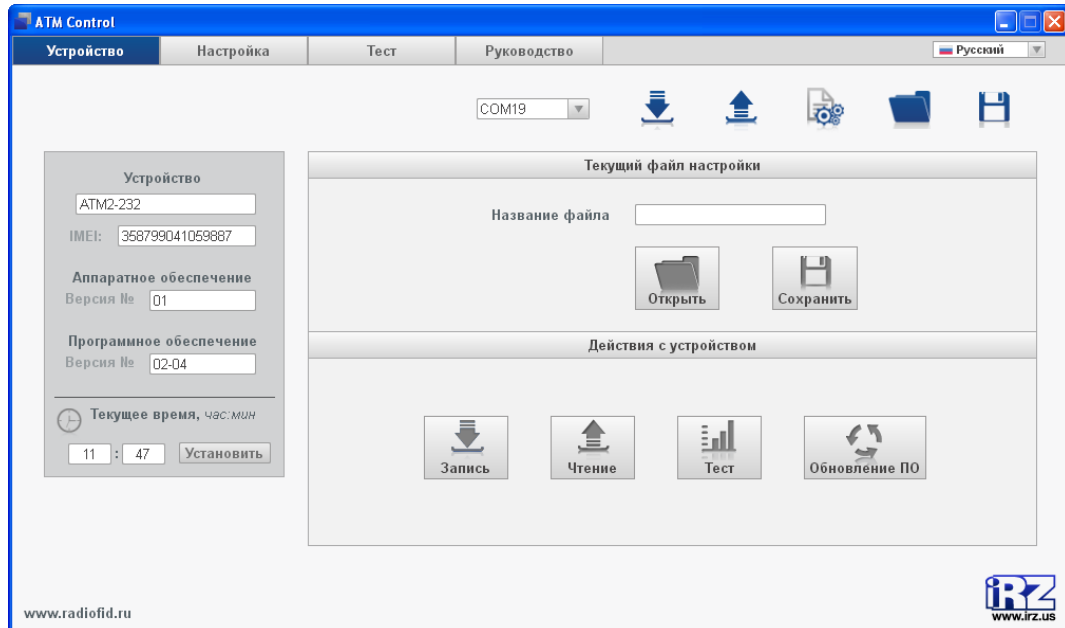 ATM Control
Устройство Настройка Тест Руководство Русский
COM19
Устройство
ATM2-232
IMEI: 358799041059887
Аппаратное обеспечение
Версия № 01
Программное обеспечение
Версия № 02-04
Текущее время, час:мин
11 : 47 Установить
Текущий файл настройки
Название файла
Открыть Сохранить
Действия с устройством
Запись Чтение Тест Обновление ПО
www.radiofid.ru
iRZ
www.irz.us